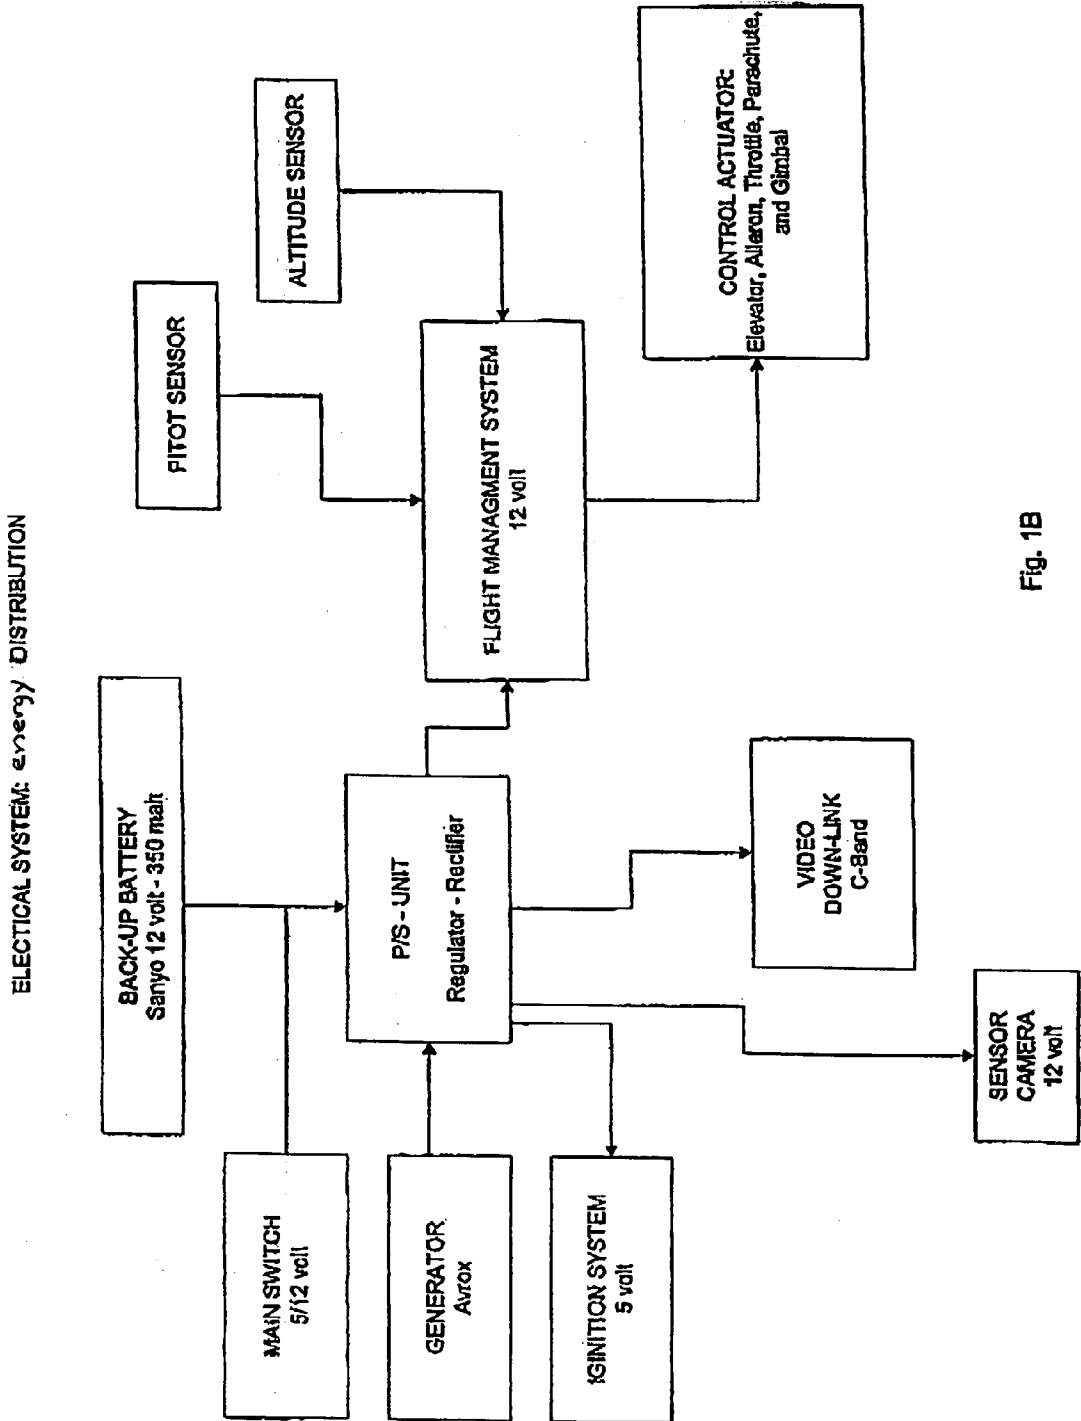 ELECTICAL SYSTEM: energy DISTRIBUTION
BACK-UP BATTERY
Sanyo 12 volt - 350 mah
PITOT SENSOR
ALTITUDE SENSOR
MAIN SWITCH
5/12 volt
GENERATOR
Avrox
IGINITION SYSTEM
5 volt
P/S - UNIT
Regulator - Rectifier
FLIGHT MANAGMENT SYSTEM
12 volt
CONTROL ACTUATOR:
Elevator, Aileron, Throttle, Parachute,
and Gimbal
VIDEO
DOWN-LINK
C-Band
SENSOR
CAMERA
12 volt
Fig. 1B